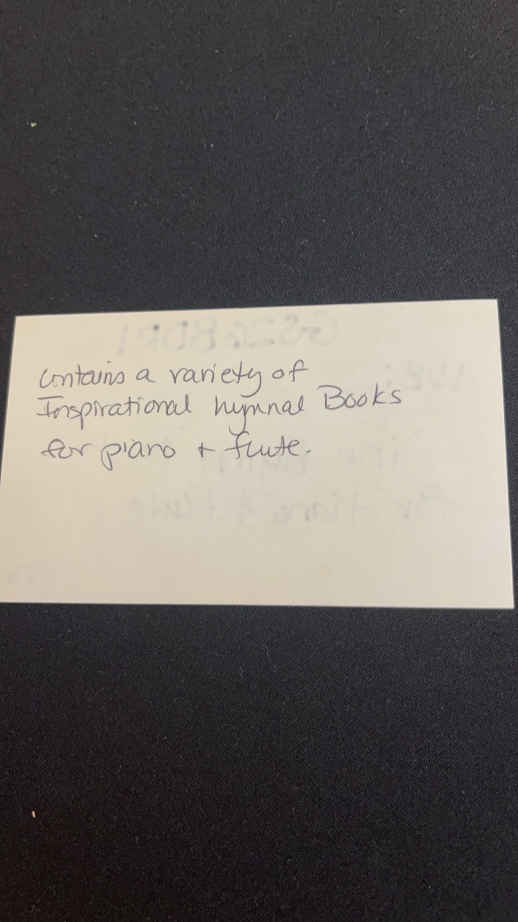 Contains a variety of
Inspirational hymnal Books
for piano + flute.